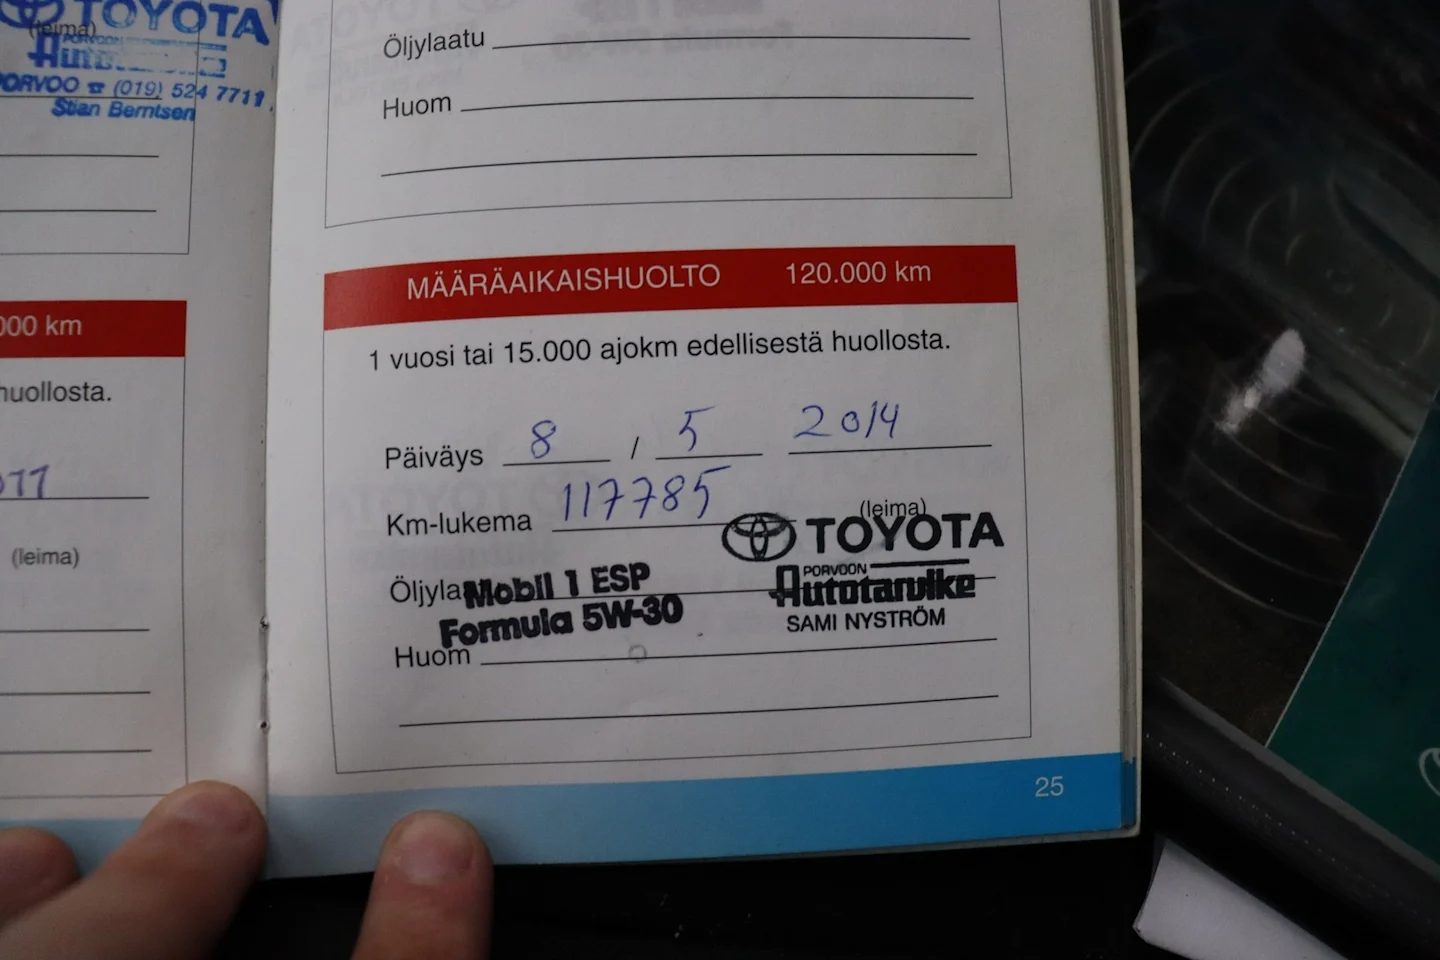 TOYOTA
(leima)
PORVOON
PORVOO ☎ (019) 524 7711
Stian Berntsen
000 km
huollosta.
(leima)
Öljylaatu
Huom
MÄÄRÄAIKAISHUOLTO 120.000 km
1 vuosi tai 15.000 ajokm edellisestä huollosta.
Päiväys 8 / 5 2014
Km-lukema 117785
(leima)
TOYOTA
PORVOON
Autotarvike
SAMI NYSTRÖM
Öljyla
Mobil 1 ESP
Formula 5W-30
Huom
25